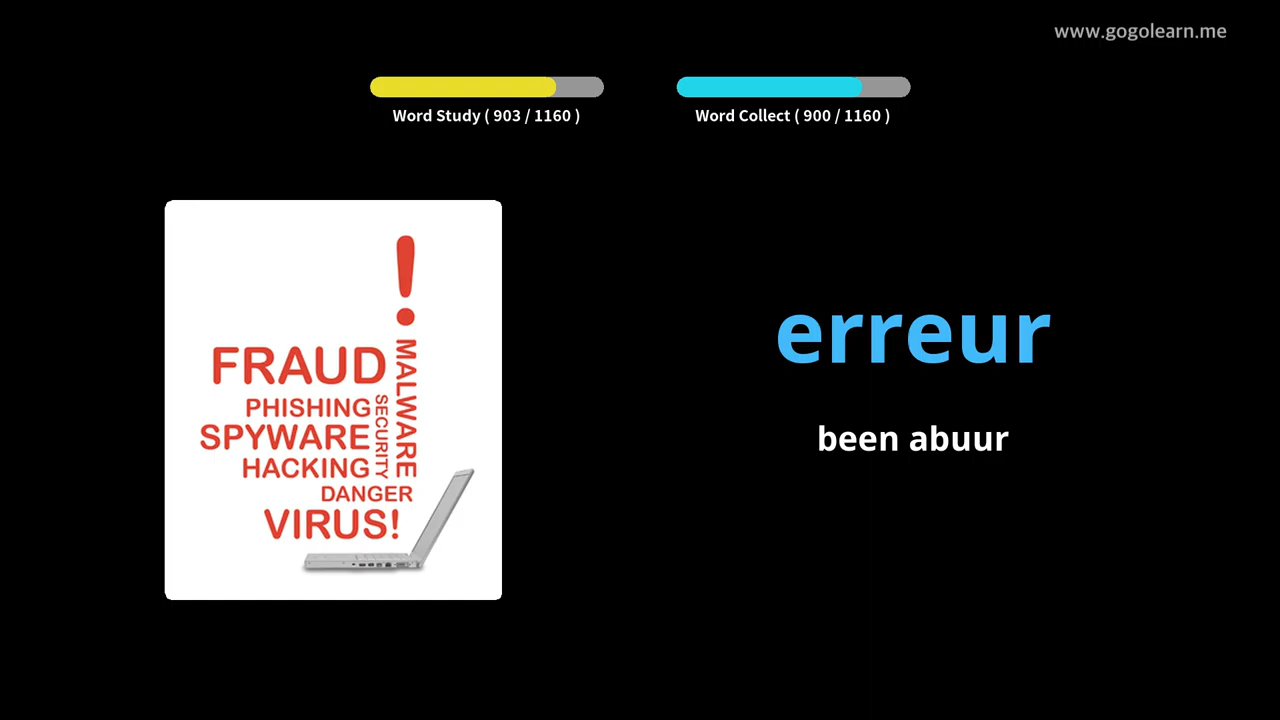 www.gogolearn.me
Word Study ( 903 / 1160 )
Word Collect ( 900 / 1160 )
!
FRAUD
MALWARE
PHISHING
SECURITY
SPYWARE
HACKING
DANGER
VIRUS!
erreur
been abuur